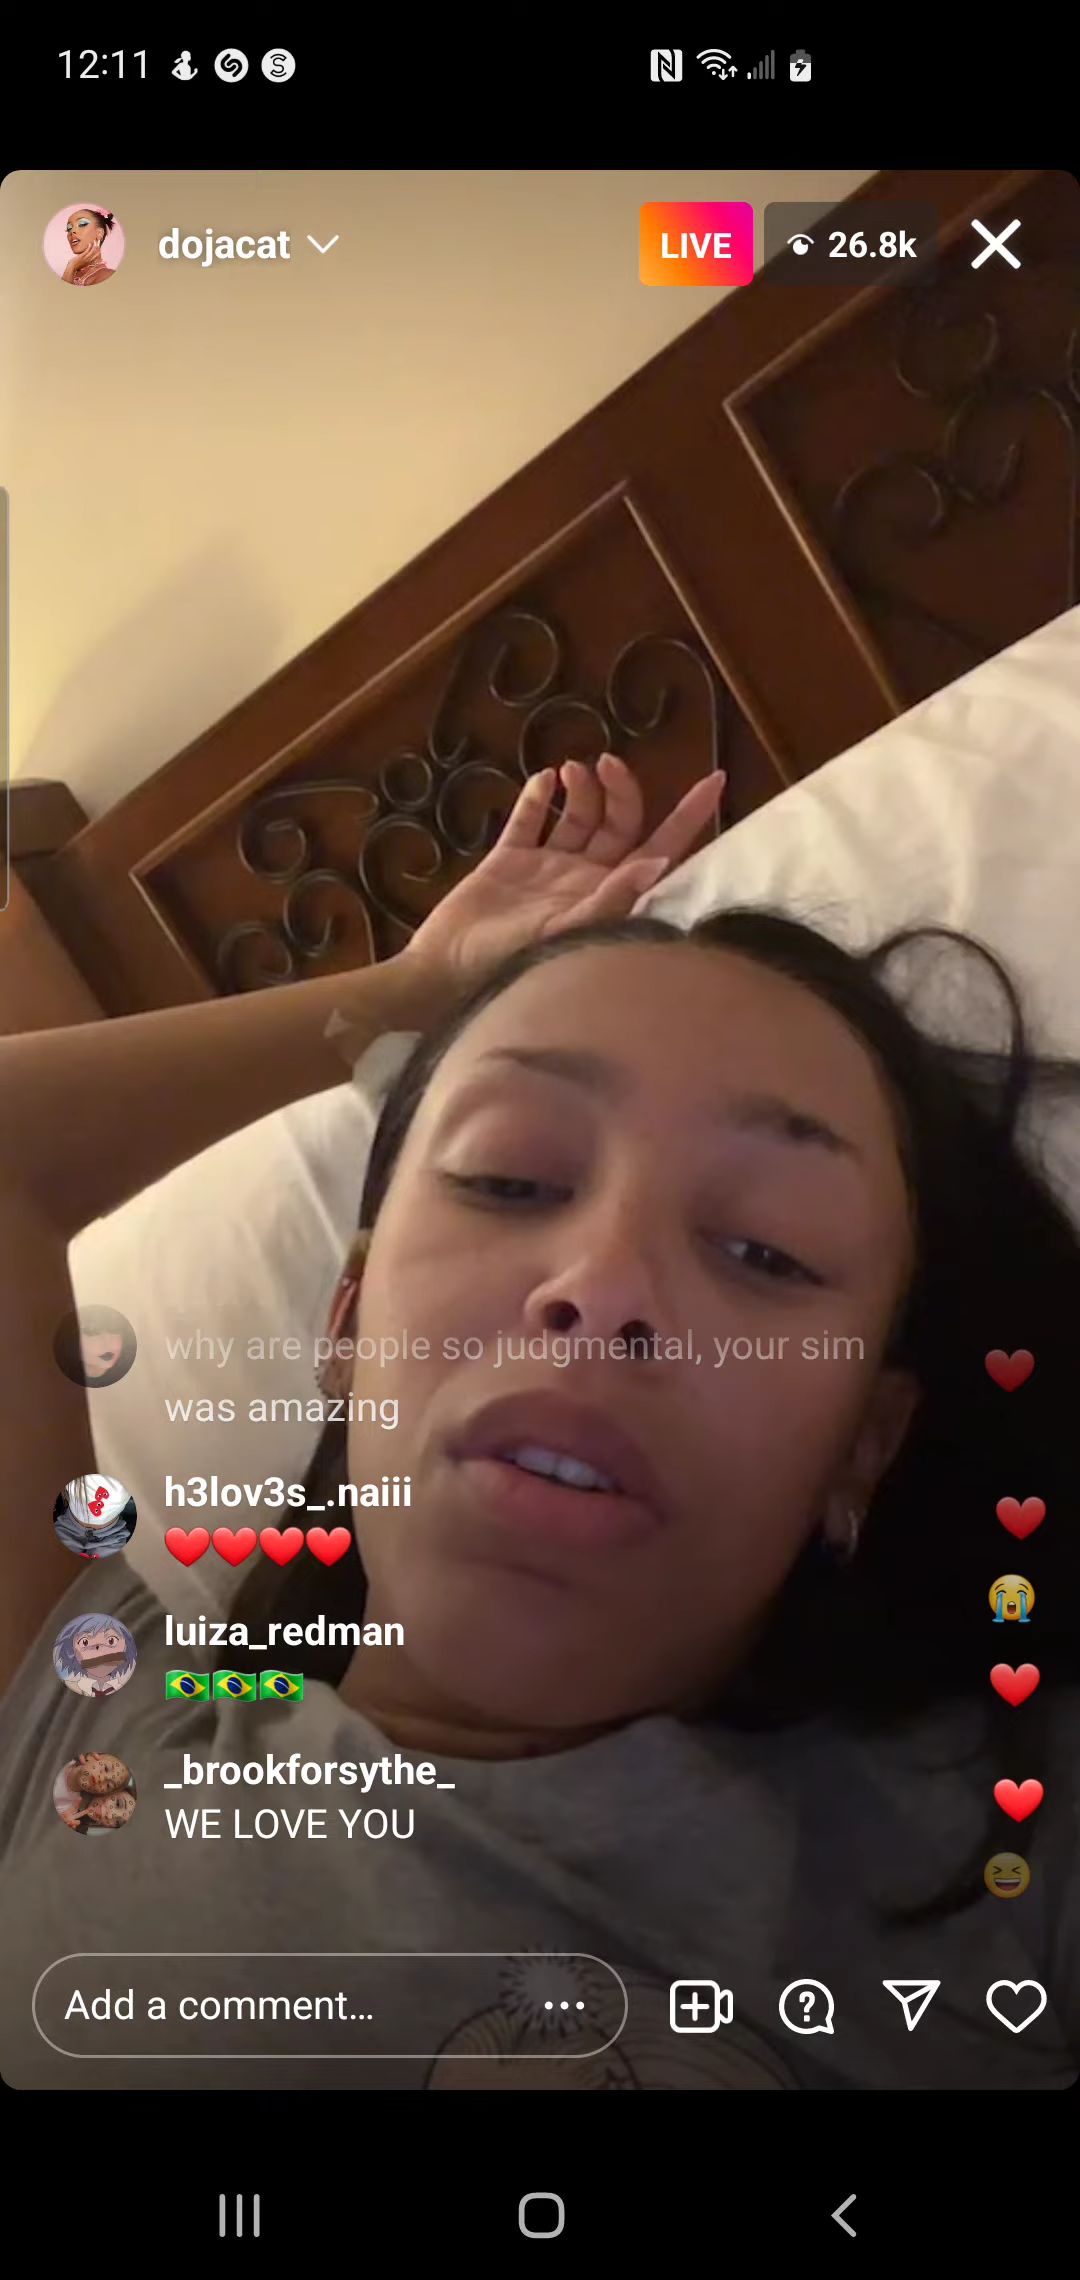 12:11
dojacat
LIVE
26.8k
why are people so judgmental, your sim
was amazing
h3lov3s_.naiii
❤️❤️❤️❤️
luiza_redman
🇧🇷🇧🇷🇧🇷
_brookforsythe_
WE LOVE YOU
Add a comment...